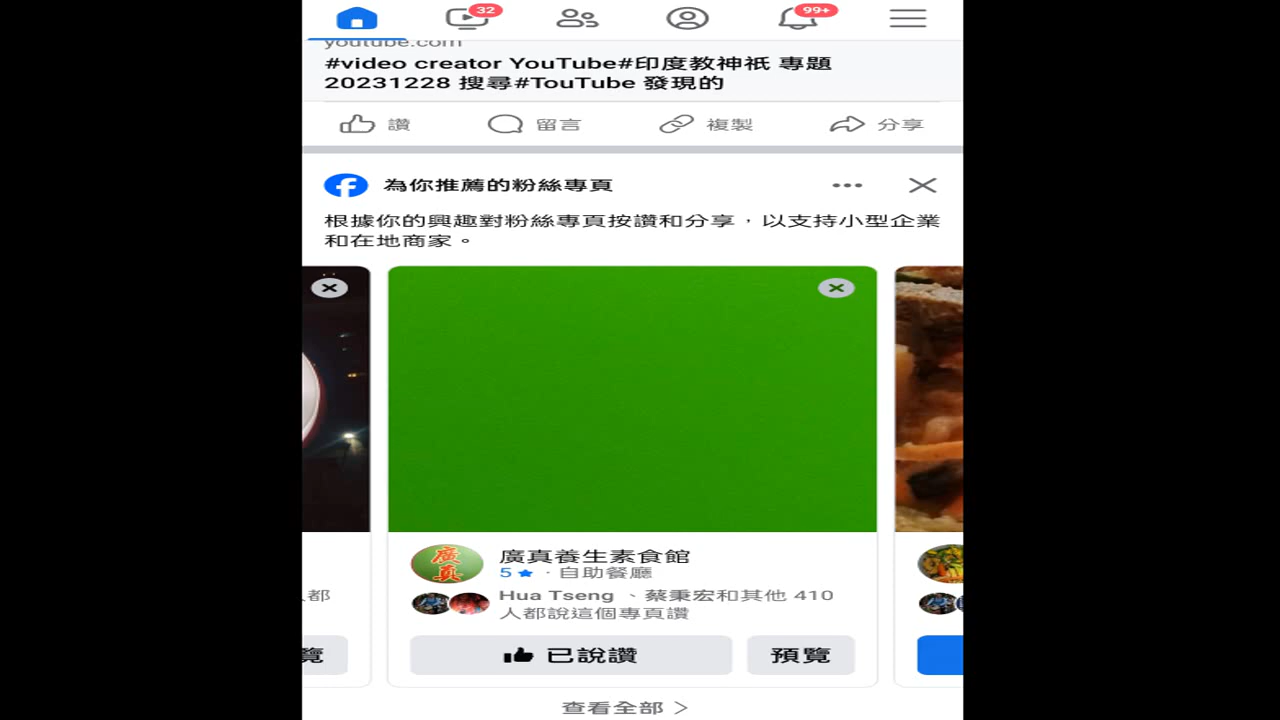 32
99+
youtube.com
#video creator YouTube#印度教神祇 專題
20231228 搜尋#TouTube 發現的
讚
留言
複製
分享
為你推薦的粉絲專頁
根據你的興趣對粉絲專頁按讚和分享，以支持小型企業
和在地商家。
廣真
廣真養生素食館
5 ★ · 自助餐廳
人都
Hua Tseng 、蔡秉宏和其他 410
人都說這個專頁讚
覽
已說讚
預覽
查看全部 >